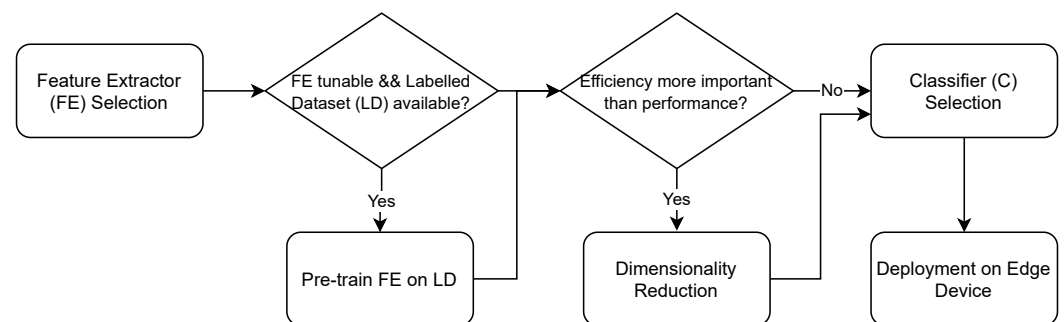 Feature Extractor
(FE) Selection
FE tunable && Labelled
Dataset (LD) available?
Yes
Pre-train FE on LD
Efficiency more important
than performance?
No
Yes
Dimensionality
Reduction
Classifier (C)
Selection
Deployment on Edge
Device